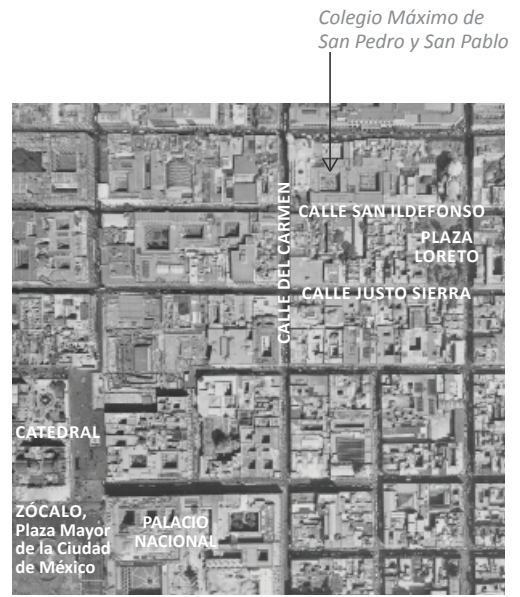 Colegio Máximo de
San Pedro y San Pablo
CALLE DEL CARMEN
CALLE SAN ILDEFONSO
PLAZA
LORETO
CALLE JUSTO SIERRA
CATEDRAL
ZÓCALO,
Plaza Mayor
de la Ciudad
de México
PALACIO
NACIONAL